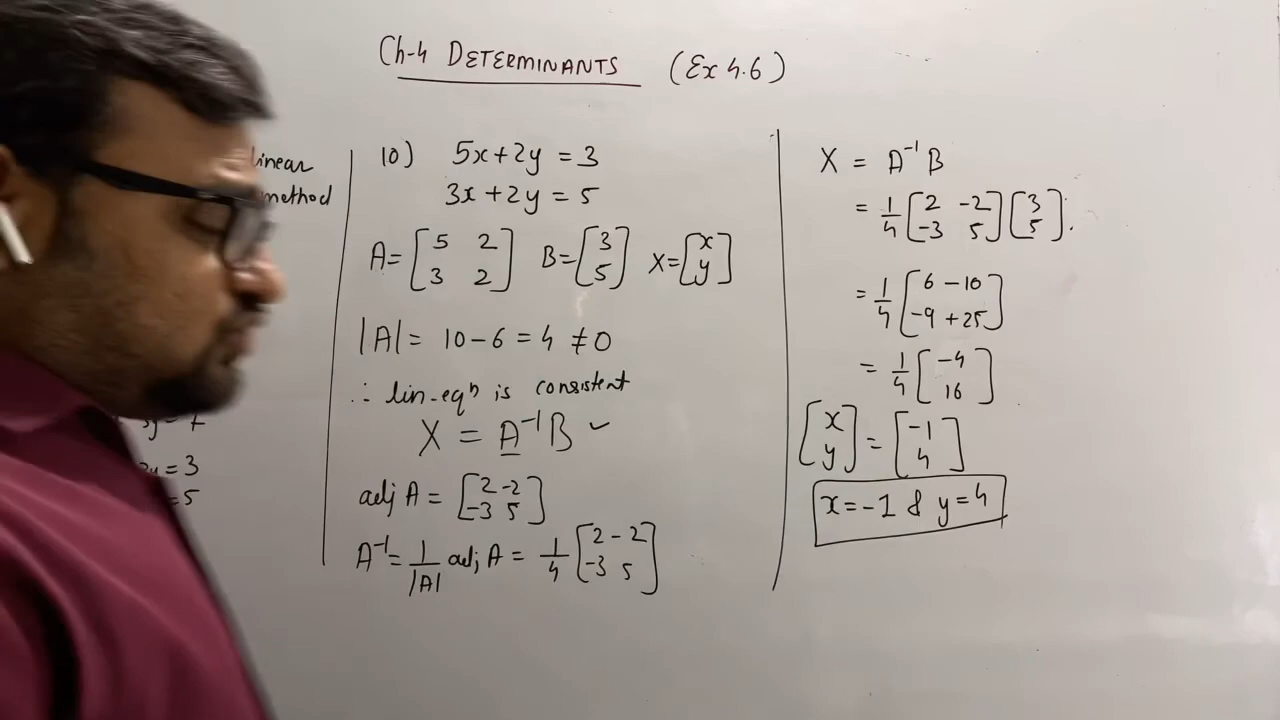 Ch-4 DETERMINANTS (Ex 4.6)
linear
method
=3
=5
10) 5x+2y = 3
3x+2y = 5
A= [5 2; 3 2] B= [3; 5] X= [x; y]
|A| = 10-6 = 4 ≠0
∴ lin-eqⁿ is consistent
X = A⁻¹B ✓
adj A = [2 -2; -3 5]
A⁻¹= 1/|A| adj A = 1/4 [2 -2; -3 5]
X = A⁻¹B
= 1/4 [2 -2; -3 5] [3; 5].
= 1/4 [6 -10; -9 +25]
= 1/4 [-4; 16]
[x; y] = [-1; 4]
x=-1 & y=4